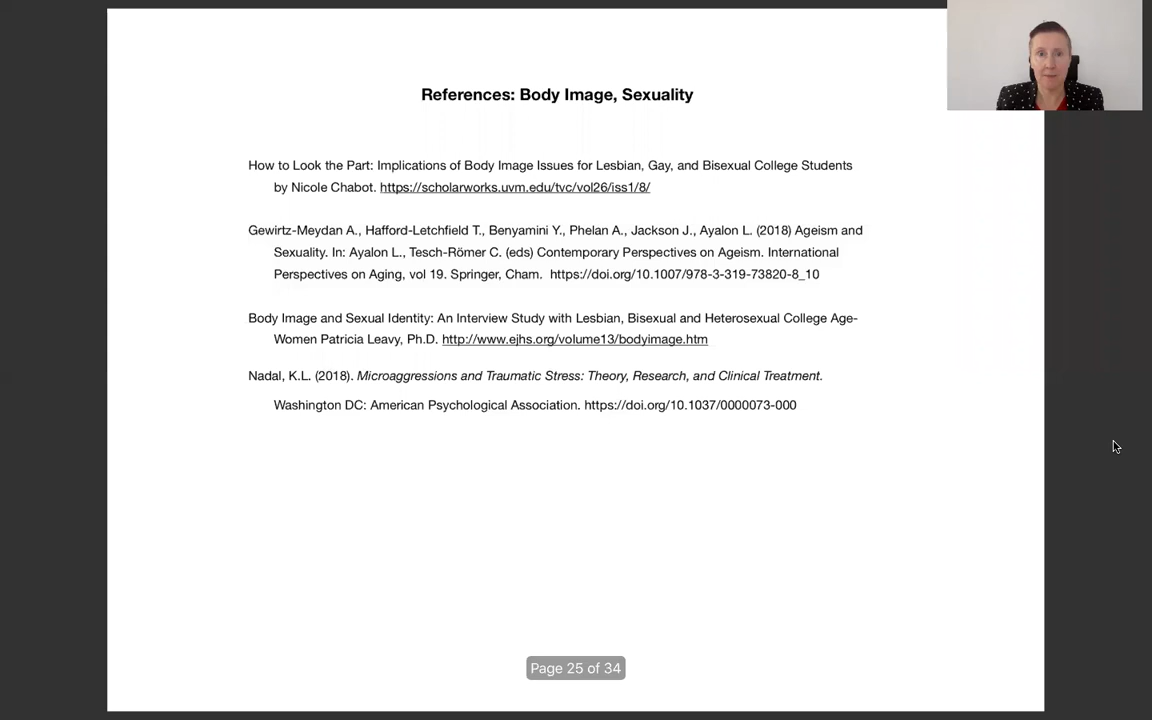 References: Body Image, Sexuality
How to Look the Part: Implications of Body Image Issues for Lesbian, Gay, and Bisexual College Students
by Nicole Chabot. https://scholarworks.uvm.edu/tvc/vol26/iss1/8/
Gewirtz-Meydan A., Hafford-Letchfield T., Benyamini Y., Phelan A., Jackson J., Ayalon L. (2018) Ageism and
Sexuality. In: Ayalon L., Tesch-Römer C. (eds) Contemporary Perspectives on Ageism. International
Perspectives on Aging, vol 19. Springer, Cham. https://doi.org/10.1007/978-3-319-73820-8_10
Body Image and Sexual Identity: An Interview Study with Lesbian, Bisexual and Heterosexual College Age-
Women Patricia Leavy, Ph.D. http://www.ejhs.org/volume13/bodyimage.htm
Nadal, K.L. (2018). Microaggressions and Traumatic Stress: Theory, Research, and Clinical Treatment.
Washington DC: American Psychological Association. https://doi.org/10.1037/0000073-000
Page 25 of 34